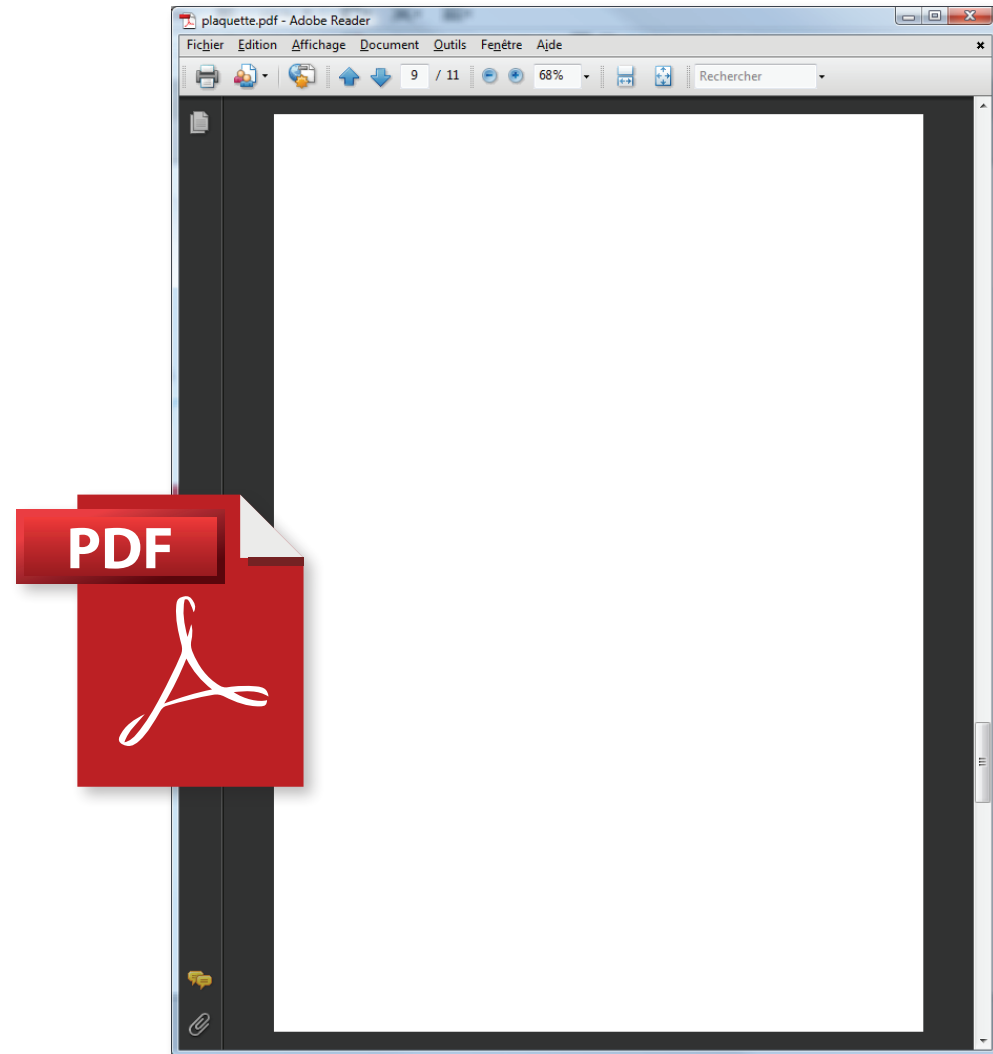 plaquette.pdf - Adobe Reader
Fichier Edition Affichage Document Outils Fenêtre Aide
9 / 11 68% Rechercher
PDF